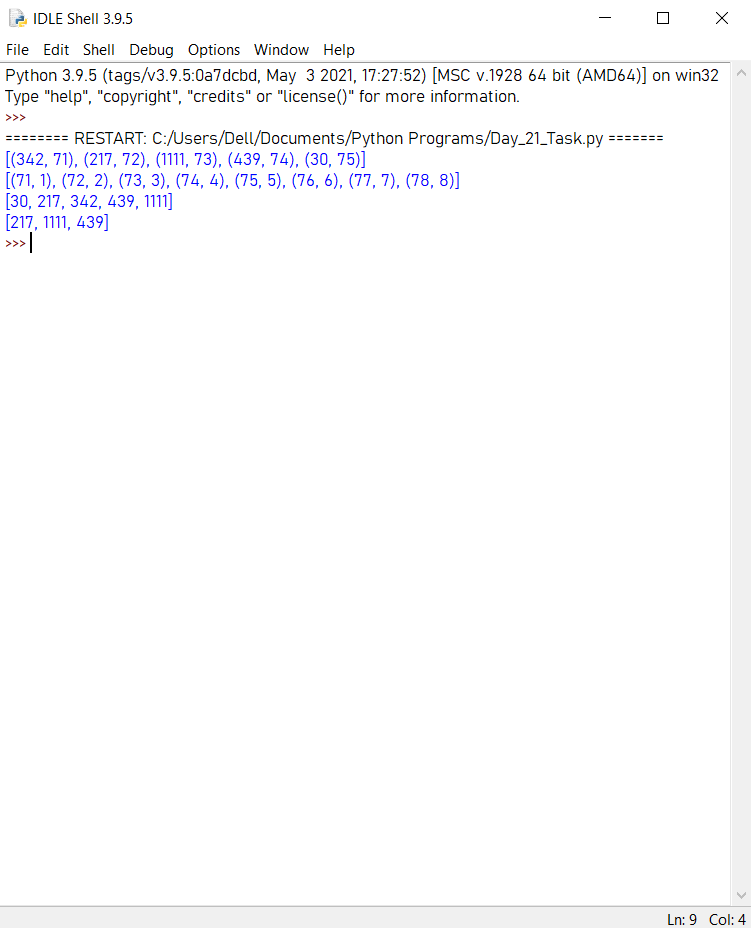 IDLE Shell 3.9.5
File Edit Shell Debug Options Window Help
Python 3.9.5 (tags/v3.9.5:0a7dcbd, May  3 2021, 17:27:52) [MSC v.1928 64 bit (AMD64)] on win32
Type "help", "copyright", "credits" or "license()" for more information.
>>>
======== RESTART: C:/Users/Dell/Documents/Python Programs/Day_21_Task.py =======
[(342, 71), (217, 72), (1111, 73), (439, 74), (30, 75)]
[(71, 1), (72, 2), (73, 3), (74, 4), (75, 5), (76, 6), (77, 7), (78, 8)]
[30, 217, 342, 439, 1111]
[217, 1111, 439]
>>>
Ln: 9 Col: 4